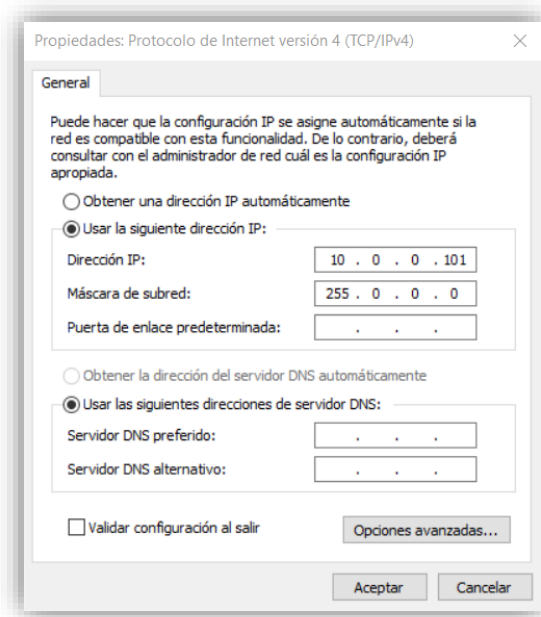 Propiedades: Protocolo de Internet versión 4 (TCP/IPv4)
General
Puede hacer que la configuración IP se asigne automáticamente si la
red es compatible con esta funcionalidad. De lo contrario, deberá
consultar con el administrador de red cuál es la configuración IP
apropiada.
Obtener una dirección IP automáticamente
Usar la siguiente dirección IP:
Dirección IP: 10 . 0 . 0 . 101
Máscara de subred: 255 . 0 . 0 . 0
Puerta de enlace predeterminada: . . .
Obtener la dirección del servidor DNS automáticamente
Usar las siguientes direcciones de servidor DNS:
Servidor DNS preferido: . . .
Servidor DNS alternativo: . . .
Validar configuración al salir
Opciones avanzadas...
Aceptar Cancelar